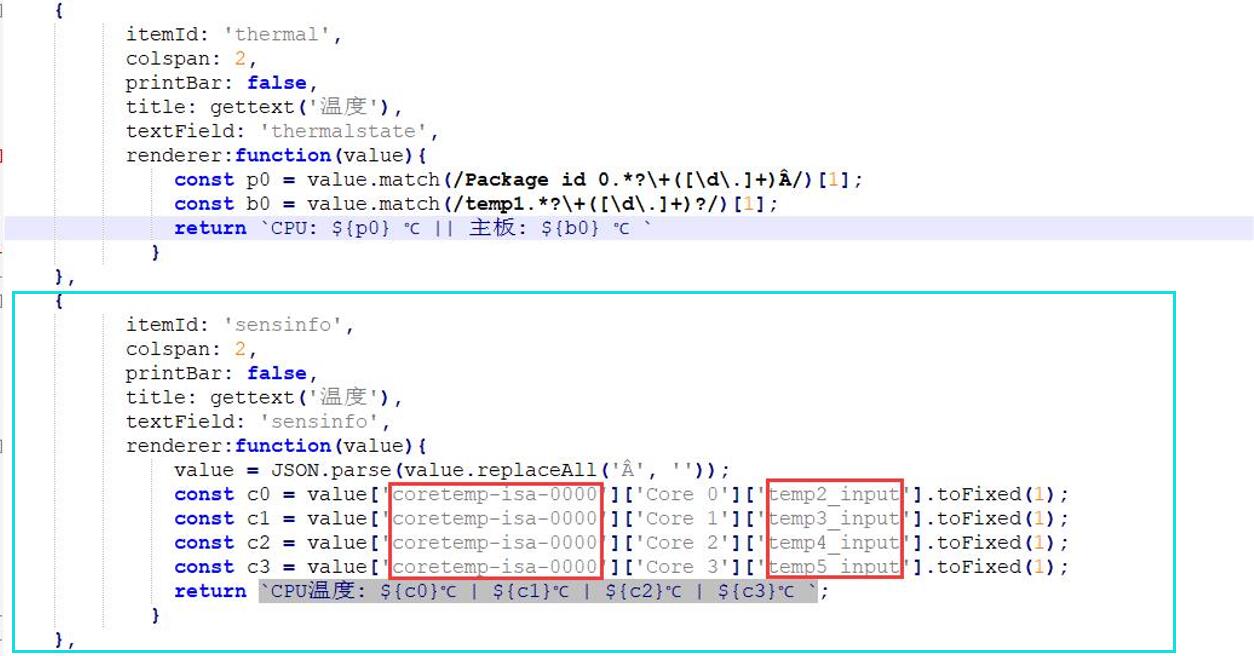 {
itemId: 'thermal',
colspan: 2,
printBar: false,
title: gettext('温度'),
textField: 'thermalstate',
renderer:function(value){
const p0 = value.match(/Package id 0.*?\+([\d\.]+)Â/)[1];
const b0 = value.match(/temp1.*?\+([\d\.]+)?/)[1];
return `CPU: ${p0} ℃ || 主板: ${b0} ℃ `
}
},
{
itemId: 'sensinfo',
colspan: 2,
printBar: false,
title: gettext('温度'),
textField: 'sensinfo',
renderer:function(value){
value = JSON.parse(value.replaceAll('Â', ''));
const c0 = value['coretemp-isa-0000']['Core 0']['temp2_input'].toFixed(1);
const c1 = value['coretemp-isa-0000']['Core 1']['temp3_input'].toFixed(1);
const c2 = value['coretemp-isa-0000']['Core 2']['temp4_input'].toFixed(1);
const c3 = value['coretemp-isa-0000']['Core 3']['temp5_input'].toFixed(1);
return `CPU温度: ${c0}℃ | ${c1}℃ | ${c2}℃ | ${c3}℃ `;
}
},